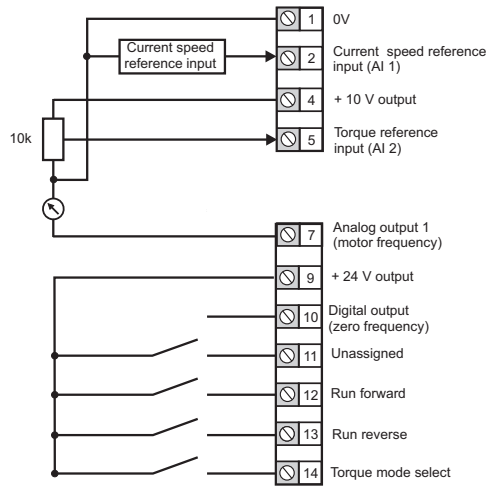 1 0V
Current speed
reference input
2 Current speed reference
input (AI 1)
4 + 10 V output
10k
5 Torque reference
input (AI 2)
7 Analog output 1
(motor frequency)
9 + 24 V output
10 Digital output
(zero frequency)
11 Unassigned
12 Run forward
13 Run reverse
14 Torque mode select